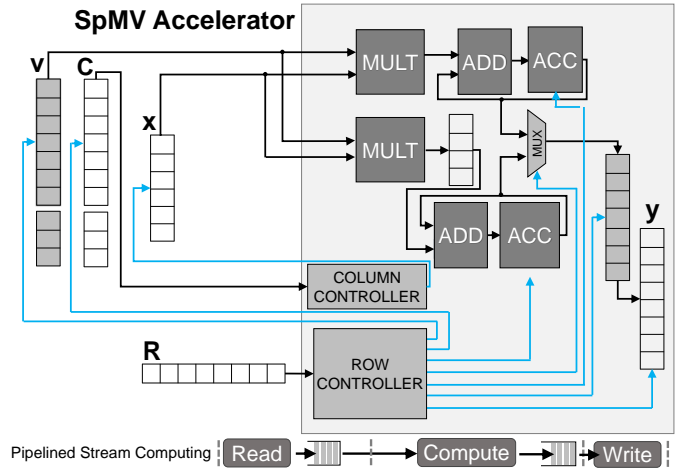 SpMV Accelerator
v
C
x
MULT
ADD
ACC
MULT
MUX
ADD
ACC
y
COLUMN
CONTROLLER
R
ROW
CONTROLLER
Pipelined Stream Computing
Read
Compute
Write